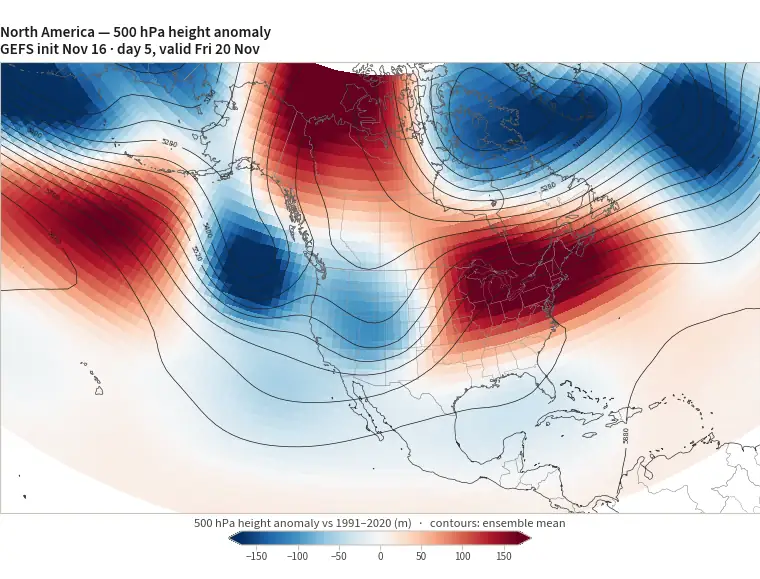 North America — 500 hPa height anomaly
GEFS init Nov 16 · day 5, valid Fri 20 Nov
5280
5280
5880
500 hPa height anomaly vs 1991–2020 (m) · contours: ensemble mean
−150 −100 −50 0 50 100 150